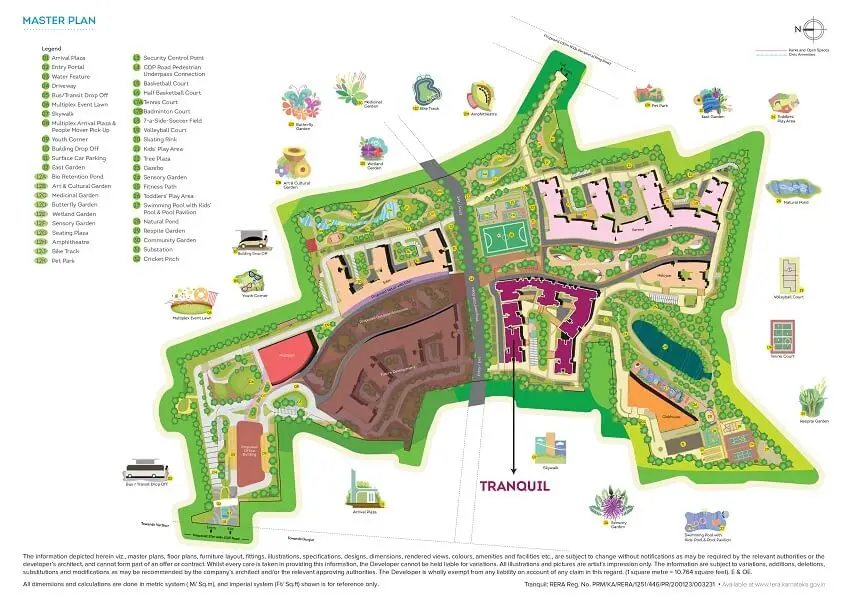 MASTER PLAN
Legend
01 Arrival Plaza
02 Entry Portal
03 Water Feature
04 Driveway
05 Bus/Transit Drop Off
06 Multiplex Event Lawn
07 Skywalk
08 Multiplex Arrival Plaza &
People Mover Pick Up
09 Youth Corner
10 Building Drop Off
11 Surface Car Parking
12 East Garden
12A Bio Retention Pond
12B Art & Cultural Garden
12C Medicinal Garden
12D Butterfly Garden
12E Wetland Garden
12F Sensory Garden
12G Seating Plaza
12H Amphitheatre
12J Bike Track
12K Pet Park
13 Security Control Point
14 CDP Road Pedestrian
Underpass Connection
15 Basketball Court
16 Half Basketball Court
17A Tennis Court
17B Badminton Court
18 7-a-Side-Soccer Field
19 Volleyball Court
20 Skating Rink
21 Kids' Play Area
22 Tree Plaza
23 Gazebo
24 Sensory Garden
25 Fitness Path
26 Toddlers' Play Area
27 Swimming Pool with Kids'
Pool & Pool Pavilion
28 Natural Pond
29 Respite Garden
30 Community Garden
31 Substation
32 Cricket Pitch
N
Parks and Open Spaces
Civic Amenities
Butterfly
Garden
Medicinal
Garden
Bike Track
Amphitheatre
Pet Park
East Garden
Toddlers'
Play Area
Art & Cultural
Garden
Wetland
Garden
Natural Pond
Building Drop Off
Youth Corner
Multiplex Event Lawn
Volleyball Court
Tennis Court
Respite Garden
Multiplex
Future Development
Proposed
Office
Building
Clubhouse
Bus / Transit Drop Off
Arrival Plaza
Skywalk
Sensory
Garden
Swimming Pool with
Kids' Pool & Pool Pavilion
TRANQUIL
The information depicted herein viz., master plans, floor plans, furniture layout, fittings, illustrations, specifications, designs, dimensions, rendered views, colours, amenities and facilities etc., are subject to change without notifications as may be required by the relevant authorities or the
developer's architect, and cannot form part of an offer or contract. Whilst every care is taken in providing this information, the Developer cannot be held liable for variations. All illustrations and pictures are artist's impression only. The information are subject to variations, additions, deletions,
substitutions and modifications as may be recommended by the company's architect and/or the relevant approving authorities. The Developer is wholly exempt from any liability on account of any claim in this regard. (1 square metre = 10.764 square feet). E & OE.
All dimensions and calculations are done in metric system ( M/ Sq.m), and imperial system (Ft/ Sq.ft) shown is for reference only.
Tranquil: RERA Reg. No. PRM/KA/RERA/1251/446/PR/200123/003231. • Available at www.rera.karnataka.gov.in